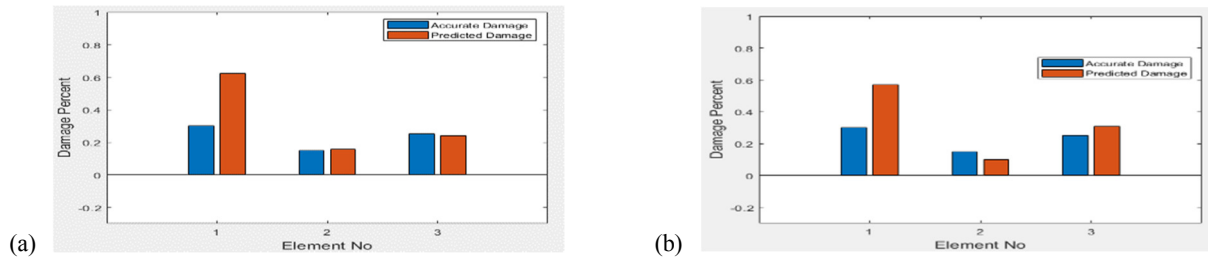 1
0.8
0.6
0.4
0.2
0
-0.2
Damage Percent
Accurate Damage
Predicted Damage
1 2 3
Element No
(a)
1
0.8
0.6
0.4
0.2
0
-0.2
Damage Percent
Accurate Damage
Predicted Damage
1 2 3
Element No
(b)